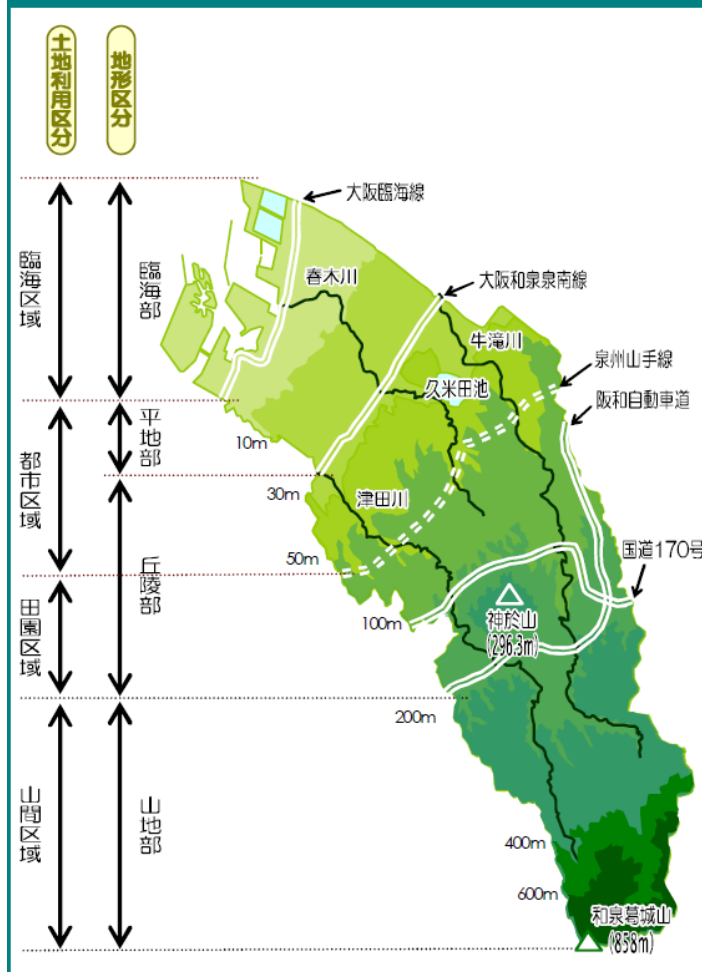 土地利用区分
地形区分
大阪臨海線
春木川
大阪和泉泉南線
牛滝川
臨海区域
臨海部
泉州山手線
久米田池
阪和自動車道
10m
平地部
都市区域
30m
津田川
国道170号
50m
丘陵部
田園区域
100m
神於山
(296.3m)
200m
山間区域
山地部
400m
600m
和泉葛城山
(858m)